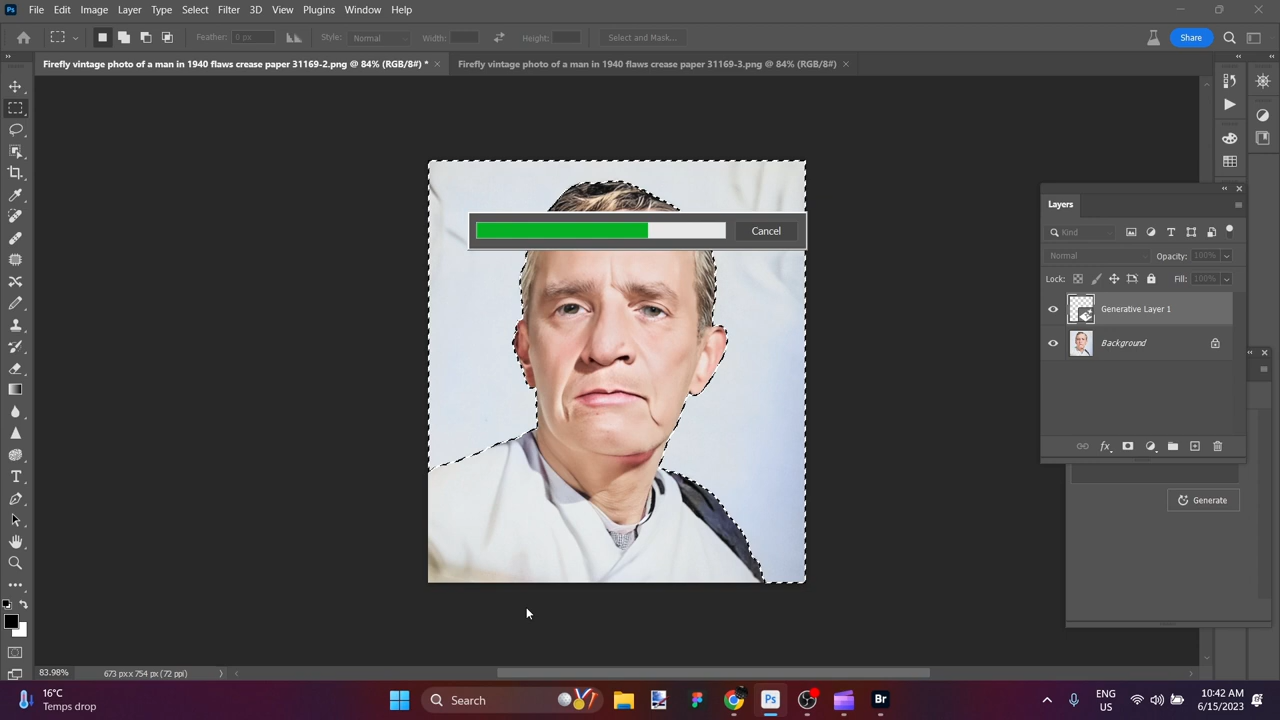 Ps File Edit Image Layer Type Select Filter 3D View Plugins Window Help
Feather: 0 px Style: Normal Width: Height: Select and Mask... Share
Firefly vintage photo of a man in 1940 flaws crease paper 31169-2.png @ 84% (RGB/8#) * Firefly vintage photo of a man in 1940 flaws crease paper 31169-3.png @ 84% (RGB/8#)
Cancel
Layers
Kind
Normal Opacity: 100%
Lock: Fill: 100%
Generative Layer 1
Background
fx
Generate
83.98% 673 px x 754 px (72 ppi)
16°C
Temps drop
Search
Ps
Br
ENG
US
10:42 AM
6/15/2023